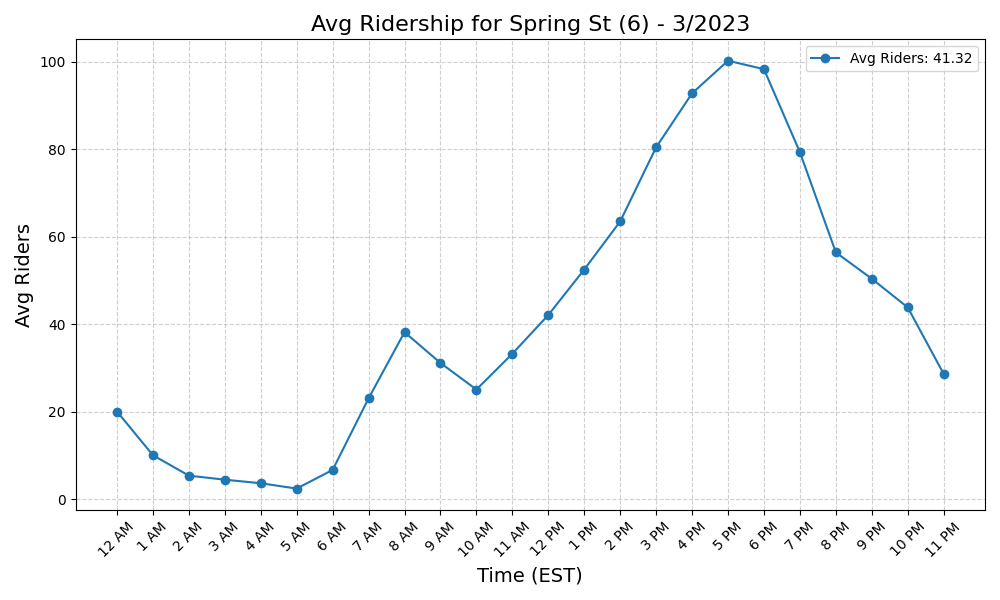 Avg Ridership for Spring St (6) - 3/2023
Avg Riders: 41.32
100
80
60
40
20
0
Avg Riders
12 AM
1 AM
2 AM
3 AM
4 AM
5 AM
6 AM
7 AM
8 AM
9 AM
10 AM
11 AM
12 PM
1 PM
2 PM
3 PM
4 PM
5 PM
6 PM
7 PM
8 PM
9 PM
10 PM
11 PM
Time (EST)